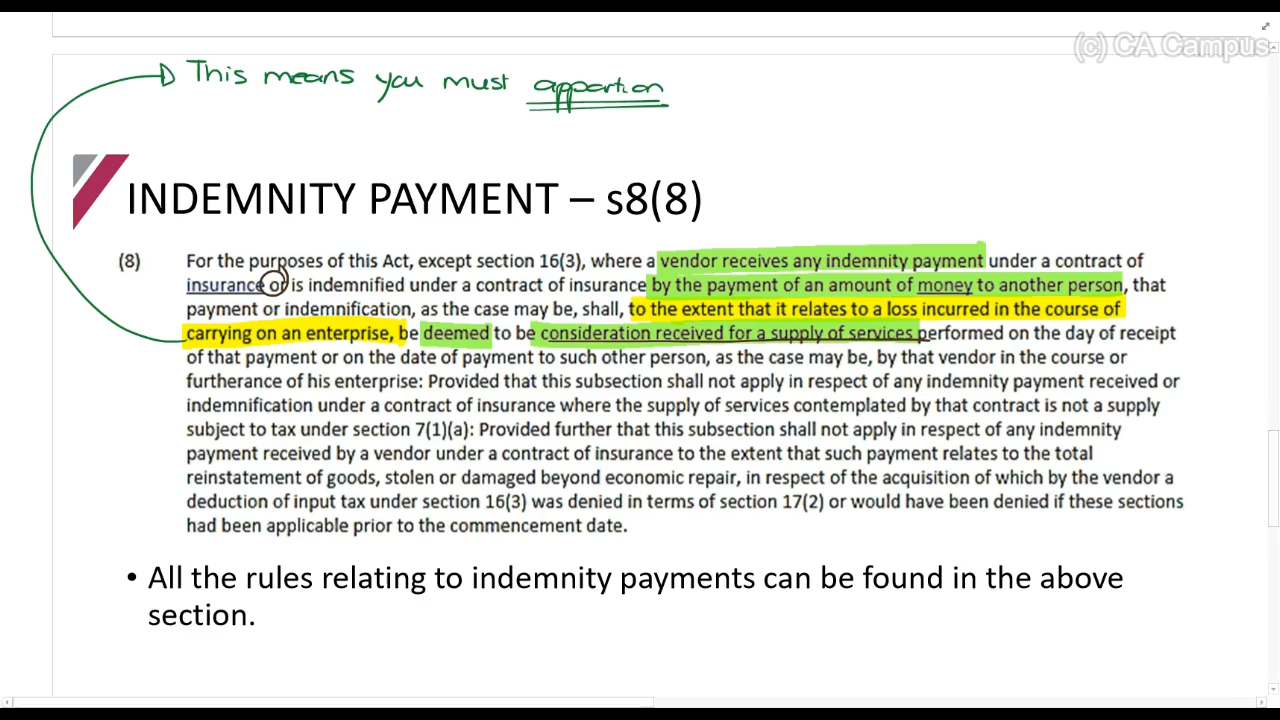 (c) CA Campus
This means you must apportion
INDEMNITY PAYMENT – s8(8)
(8) For the purposes of this Act, except section 16(3), where a vendor receives any indemnity payment under a contract of
insurance or is indemnified under a contract of insurance by the payment of an amount of money to another person, that
payment or indemnification, as the case may be, shall, to the extent that it relates to a loss incurred in the course of
carrying on an enterprise, be deemed to be consideration received for a supply of services performed on the day of receipt
of that payment or on the date of payment to such other person, as the case may be, by that vendor in the course or
furtherance of his enterprise: Provided that this subsection shall not apply in respect of any indemnity payment received or
indemnification under a contract of insurance where the supply of services contemplated by that contract is not a supply
subject to tax under section 7(1)(a): Provided further that this subsection shall not apply in respect of any indemnity
payment received by a vendor under a contract of insurance to the extent that such payment relates to the total
reinstatement of goods, stolen or damaged beyond economic repair, in respect of the acquisition of which by the vendor a
deduction of input tax under section 16(3) was denied in terms of section 17(2) or would have been denied if these sections
had been applicable prior to the commencement date.
• All the rules relating to indemnity payments can be found in the above
section.